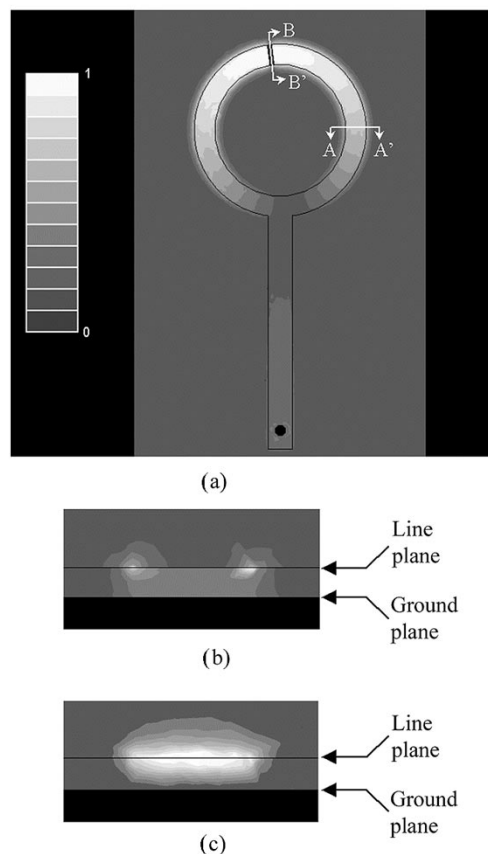 1
0
B
B'
A
A'
(a)
Line
plane
Ground
plane
(b)
Line
plane
Ground
plane
(c)